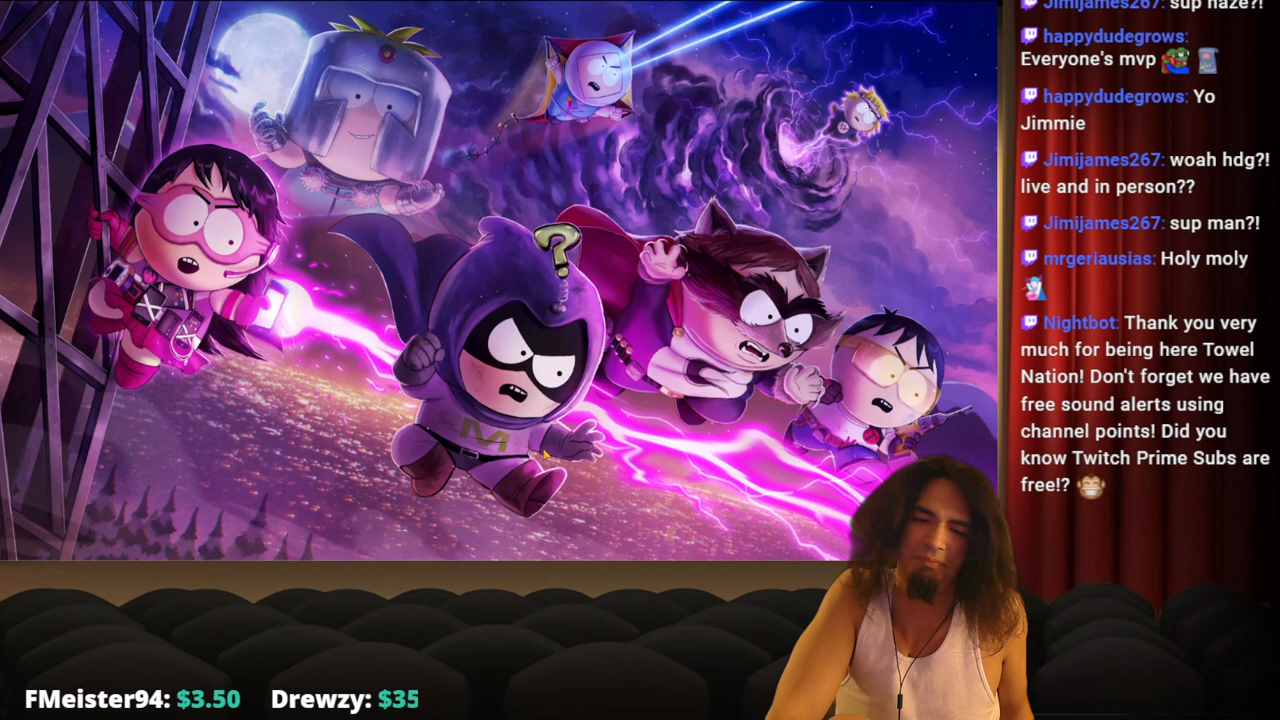 Jimijames267: sup haze?!
happydudegrows:
Everyone's mvp
happydudegrows: Yo
Jimmie
Jimijames267: woah hdg?!
live and in person??
Jimijames267: sup man?!
mrgeriausias: Holy moly
Nightbot: Thank you very
much for being here Towel
Nation! Don't forget we have
free sound alerts using
channel points! Did you
know Twitch Prime Subs are
free!?
?
M
FMeister94: $3.50 Drewzy: $35